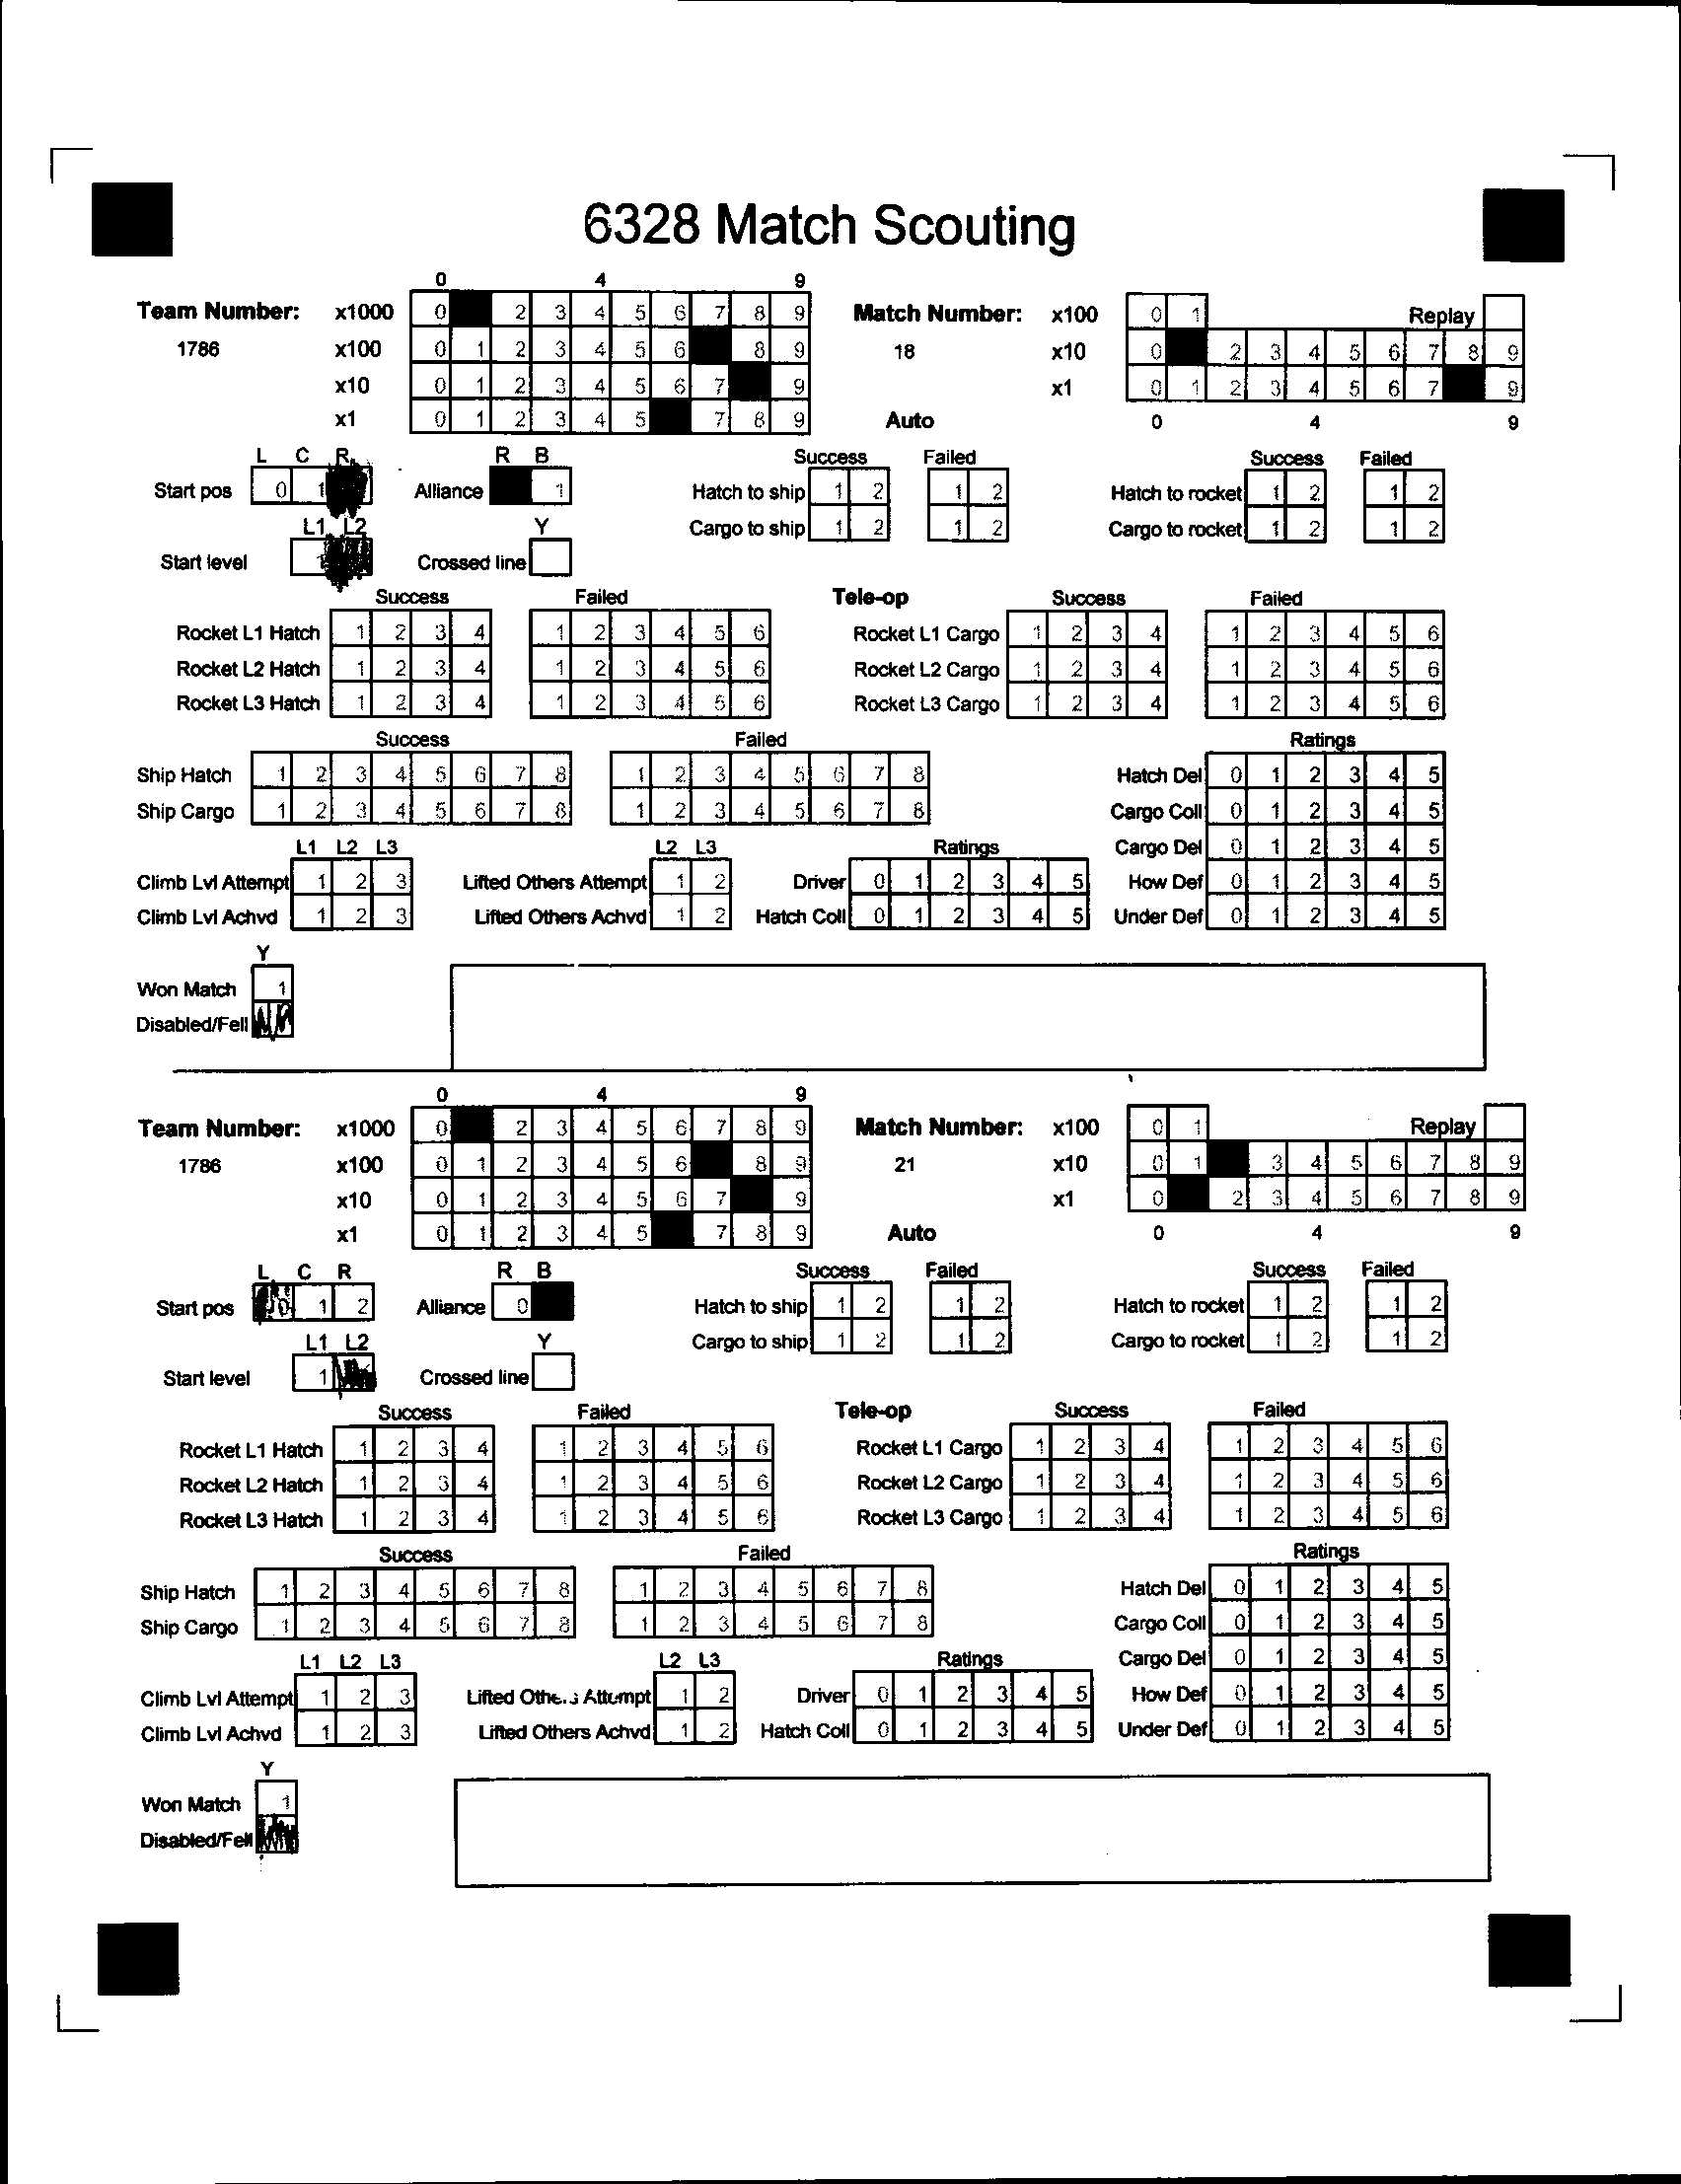 6328 Match Scouting
0 4 9
Team Number: x1000 0 2 3 4 5 6 7 8 9 Match Number: x100 0 1 Replay
1786 x100 0 1 2 3 4 5 6 8 9 18 x10 0 2 3 4 5 6 7 8 9
x10 0 1 2 3 4 5 6 7 9 x1 0 1 2 3 4 5 6 7 9
x1 0 1 2 3 4 5 7 8 9 Auto 0 4 9
L C R R B Success Failed Success Failed
Start pos 0 1 Alliance 1 Hatch to ship 1 2 1 2 Hatch to rocket 1 2 1 2
L1 L2 Y Cargo to ship 1 2 1 2 Cargo to rocket 1 2 1 2
Start level 1 Crossed line
Success Failed Tele-op Success Failed
Rocket L1 Hatch 1 2 3 4 1 2 3 4 5 6 Rocket L1 Cargo 1 2 3 4 1 2 3 4 5 6
Rocket L2 Hatch 1 2 3 4 1 2 3 4 5 6 Rocket L2 Cargo 1 2 3 4 1 2 3 4 5 6
Rocket L3 Hatch 1 2 3 4 1 2 3 4 5 6 Rocket L3 Cargo 1 2 3 4 1 2 3 4 5 6
Success Failed Ratings
Ship Hatch 1 2 3 4 5 6 7 8 1 2 3 4 5 6 7 8 Hatch Del 0 1 2 3 4 5
Ship Cargo 1 2 3 4 5 6 7 8 1 2 3 4 5 6 7 8 Cargo Coll 0 1 2 3 4 5
L1 L2 L3 L2 L3 Ratings Cargo Del 0 1 2 3 4 5
Climb Lvl Attempt 1 2 3 Lifted Others Attempt 1 2 Driver 0 1 2 3 4 5 How Def 0 1 2 3 4 5
Climb Lvl Achvd 1 2 3 Lifted Others Achvd 1 2 Hatch Coll 0 1 2 3 4 5 Under Def 0 1 2 3 4 5
Y
Won Match 1
Disabled/Fell
0 4 9
Team Number: x1000 0 2 3 4 5 6 7 8 9 Match Number: x100 0 1 Replay
1786 x100 0 1 2 3 4 5 6 8 9 21 x10 0 1 3 4 5 6 7 8 9
x10 0 1 2 3 4 5 6 7 9 x1 0 2 3 4 5 6 7 8 9
x1 0 1 2 3 4 5 7 8 9 Auto 0 4 9
L C R R B Success Failed Success Failed
Start pos 0 1 2 Alliance 0 Hatch to ship 1 2 1 2 Hatch to rocket 1 2 1 2
L1 L2 Y Cargo to ship 1 2 1 2 Cargo to rocket 1 2 1 2
Start level 1 Crossed line
Success Failed Tele-op Success Failed
Rocket L1 Hatch 1 2 3 4 1 2 3 4 5 6 Rocket L1 Cargo 1 2 3 4 1 2 3 4 5 6
Rocket L2 Hatch 1 2 3 4 1 2 3 4 5 6 Rocket L2 Cargo 1 2 3 4 1 2 3 4 5 6
Rocket L3 Hatch 1 2 3 4 1 2 3 4 5 6 Rocket L3 Cargo 1 2 3 4 1 2 3 4 5 6
Success Failed Ratings
Ship Hatch 1 2 3 4 5 6 7 8 1 2 3 4 5 6 7 8 Hatch Del 0 1 2 3 4 5
Ship Cargo 1 2 3 4 5 6 7 8 1 2 3 4 5 6 7 8 Cargo Coll 0 1 2 3 4 5
L1 L2 L3 L2 L3 Ratings Cargo Del 0 1 2 3 4 5
Climb Lvl Attempt 1 2 3 Lifted Others Attempt 1 2 Driver 0 1 2 3 4 5 How Def 0 1 2 3 4 5
Climb Lvl Achvd 1 2 3 Lifted Others Achvd 1 2 Hatch Coll 0 1 2 3 4 5 Under Def 0 1 2 3 4 5
Y
Won Match 1
Disabled/Fell